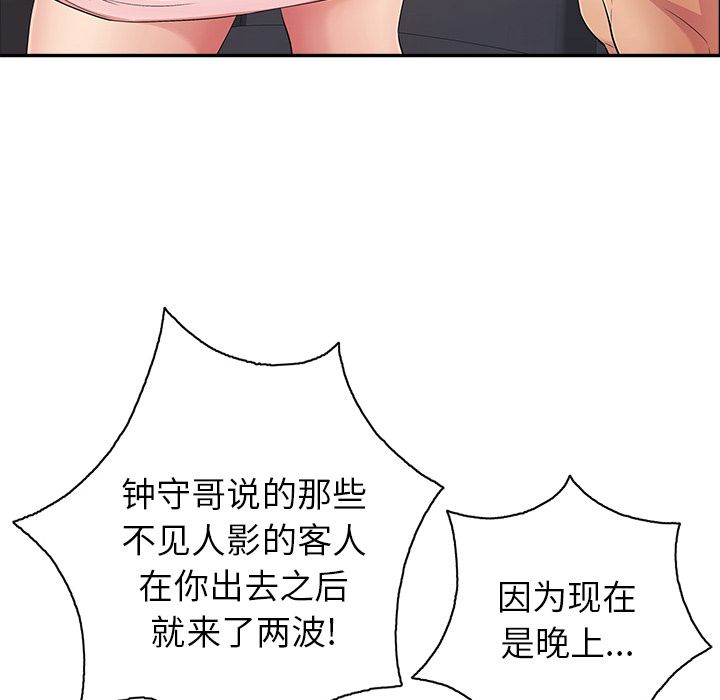 钟守哥说的那些
不见人影的客人
在你出去之后
就来了两波!
因为现在
是晚上...